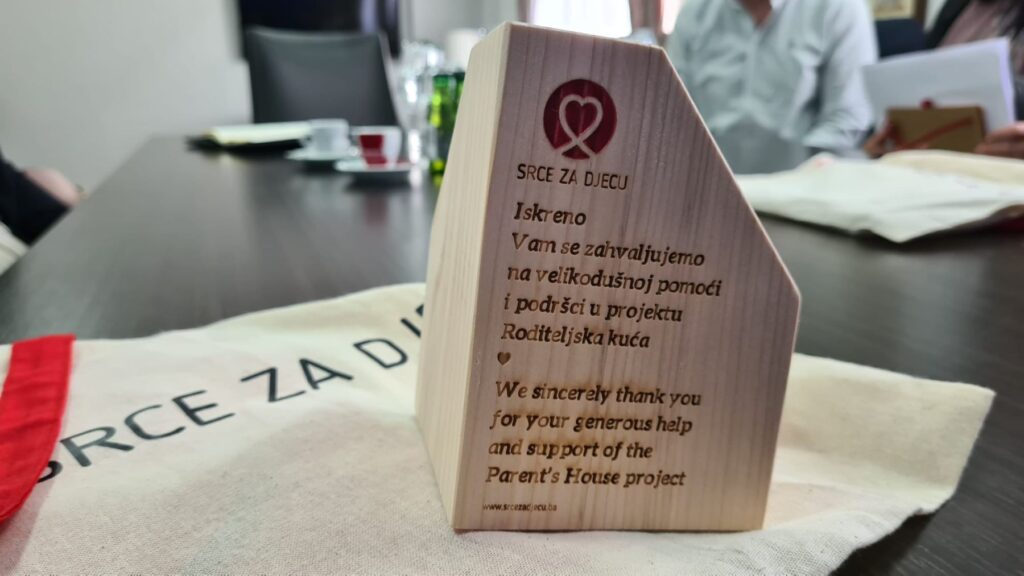 SRCE ZA DJECU
Iskreno
Vam se zahvaljujemo
na velikodušnoj pomoći
i podršci u projektu
Roditeljska kuća
We sincerely thank you
for your generous help
and support of the
Parent's House project
www.srcezadjecu.ba
SRCE ZA